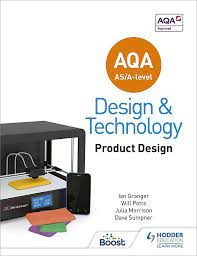 AQA
Approved
AQA
AS/A-level
Design & Technology
Product Design
Ian Granger
Will Potts
Julia Morrison
Dave Sumpner
Boost
HODDER
EDUCATION
LEARN MORE